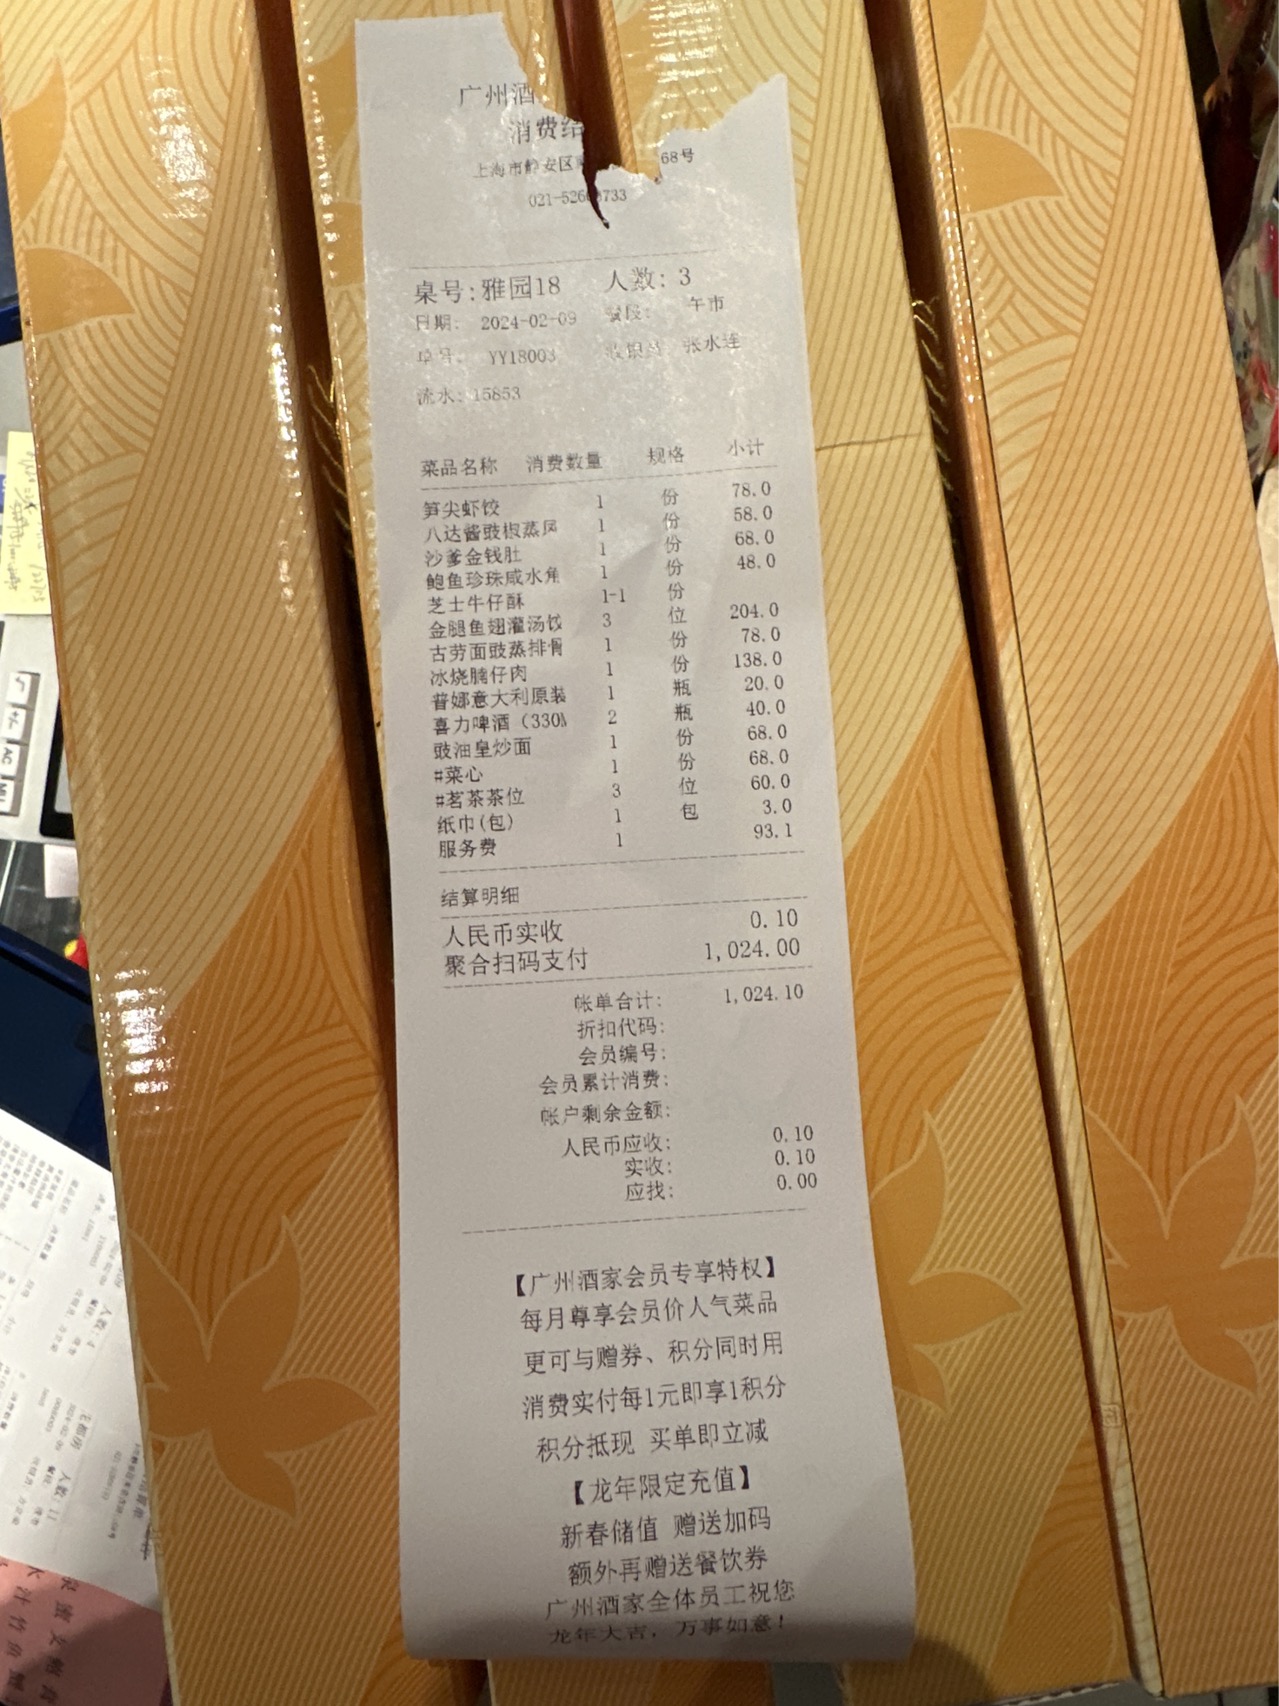 广州酒
消费结
上海市静安区 68号
桌号:雅园18 人数: 3
日期: 2024-02-09 餐段: 午市
单号: YY18003 收银员 张水连
流水: 15853
菜品名称 消费数量 规格 小计
笋尖虾饺 1 份 78.0
八达酱豉椒蒸凤 1 份 58.0
沙爹金钱肚 1 份 68.0
鲍鱼珍珠咸水角 1 份 48.0
芝士牛仔酥 1-1 份
金腿鱼翅灌汤饺 3 位 204.0
古劳面豉蒸排骨 1 份 78.0
冰烧腩仔肉 1 份 138.0
普娜意大利原装 1 瓶 20.0
喜力啤酒（330M 2 瓶 40.0
豉油皇炒面 1 份 68.0
#菜心 1 份 68.0
#茗茶茶位 3 位 60.0
纸巾(包) 1 包 3.0
服务费 1 93.1
结算明细
人民币实收 0.10
聚合扫码支付 1,024.00
帐单合计: 1,024.10
折扣代码:
会员编号:
会员累计消费:
帐户剩余金额:
人民币应收: 0.10
实收: 0.10
应找: 0.00
【广州酒家会员专享特权】
每月尊享会员价人气菜品
更可与赠券、积分同时用
消费实付每1元即享1积分
积分抵现 买单即立减
【龙年限定充值】
新春储值 赠送加码
额外再赠送餐饮券
广州酒家全体员工祝您
龙年大吉，万事如意！